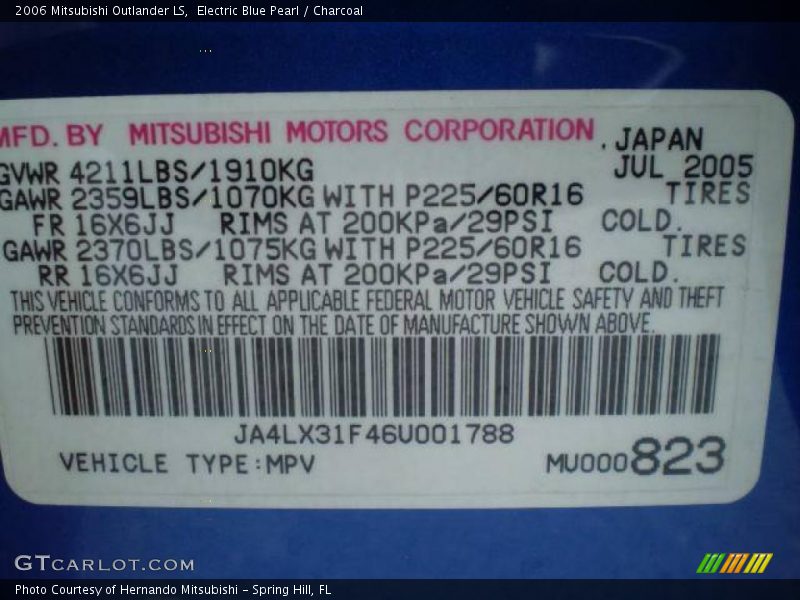 2006 Mitsubishi Outlander LS,  Electric Blue Pearl / Charcoal
MFD. BY MITSUBISHI MOTORS CORPORATION. JAPAN
GVWR 4211LBS/1910KG JUL 2005
GAWR 2359LBS/1070KG WITH P225/60R16 TIRES
FR 16X6JJ RIMS AT 200KPa/29PSI COLD.
GAWR 2370LBS/1075KG WITH P225/60R16 TIRES
RR 16X6JJ RIMS AT 200KPa/29PSI COLD.
THIS VEHICLE CONFORMS TO ALL APPLICABLE FEDERAL MOTOR VEHICLE SAFETY AND THEFT
PREVENTION STANDARDS IN EFFECT ON THE DATE OF MANUFACTURE SHOWN ABOVE.
JA4LX31F46U001788
VEHICLE TYPE:MPV MU000823
GTCARLOT.COM
Photo Courtesy of Hernando Mitsubishi - Spring Hill, FL